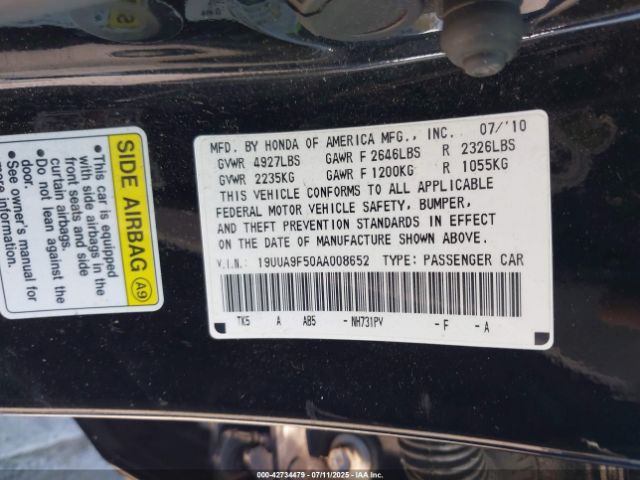 MFD. BY HONDA OF AMERICA MFG., INC. 07/'10
GVWR 4927LBS GAWR F 2646LBS R 2326LBS
GVWR 2235KG GAWR F 1200KG R 1055KG
THIS VEHICLE CONFORMS TO ALL APPLICABLE
FEDERAL MOTOR VEHICLE SAFETY, BUMPER,
AND THEFT PREVENTION STANDARDS IN EFFECT
ON THE DATE OF MANUFACTURE SHOWN ABOVE.
V.I.N.: 19UUA9F50AA008652 TYPE: PASSENGER CAR
TK5 A AB5 -NH731PV -F -A
SIDE AIRBAG A9
•This car is equipped
with side airbags in the
front seats and side
curtain airbags.
•Do not lean against the
door.
•See owner's manual for
more information.
000-42734479 - 07/11/2025 - IAAI.COM